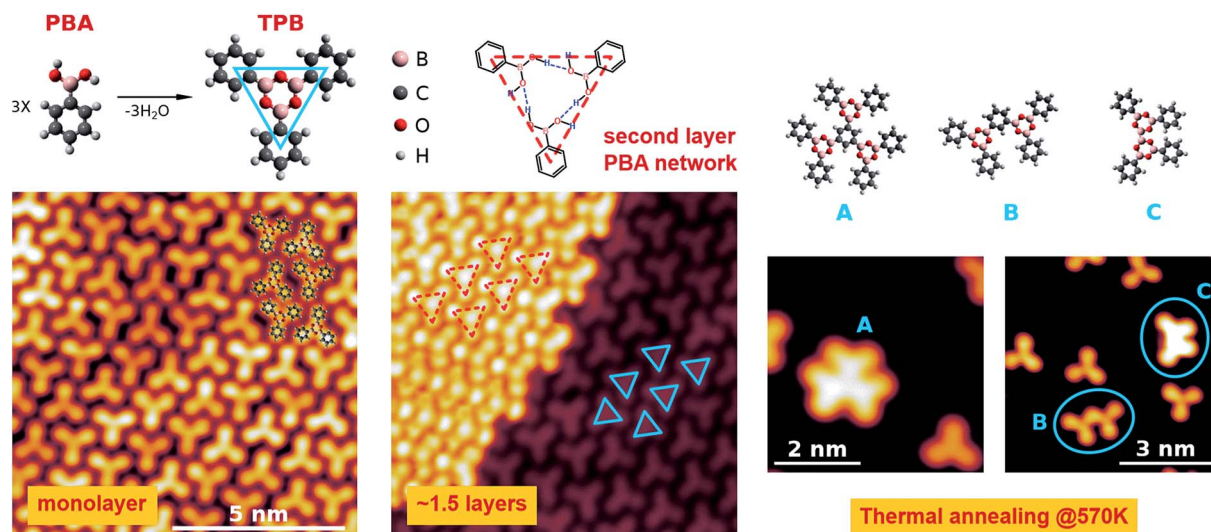 PBA
TPB
3X
-3H₂O
B
C
O
H
H
O
B
O
H
O
B
O
H
H
O
B
O
H
second layer
PBA network
A
B
C
monolayer
5 nm
~1.5 layers
A
2 nm
C
B
3 nm
Thermal annealing @570K